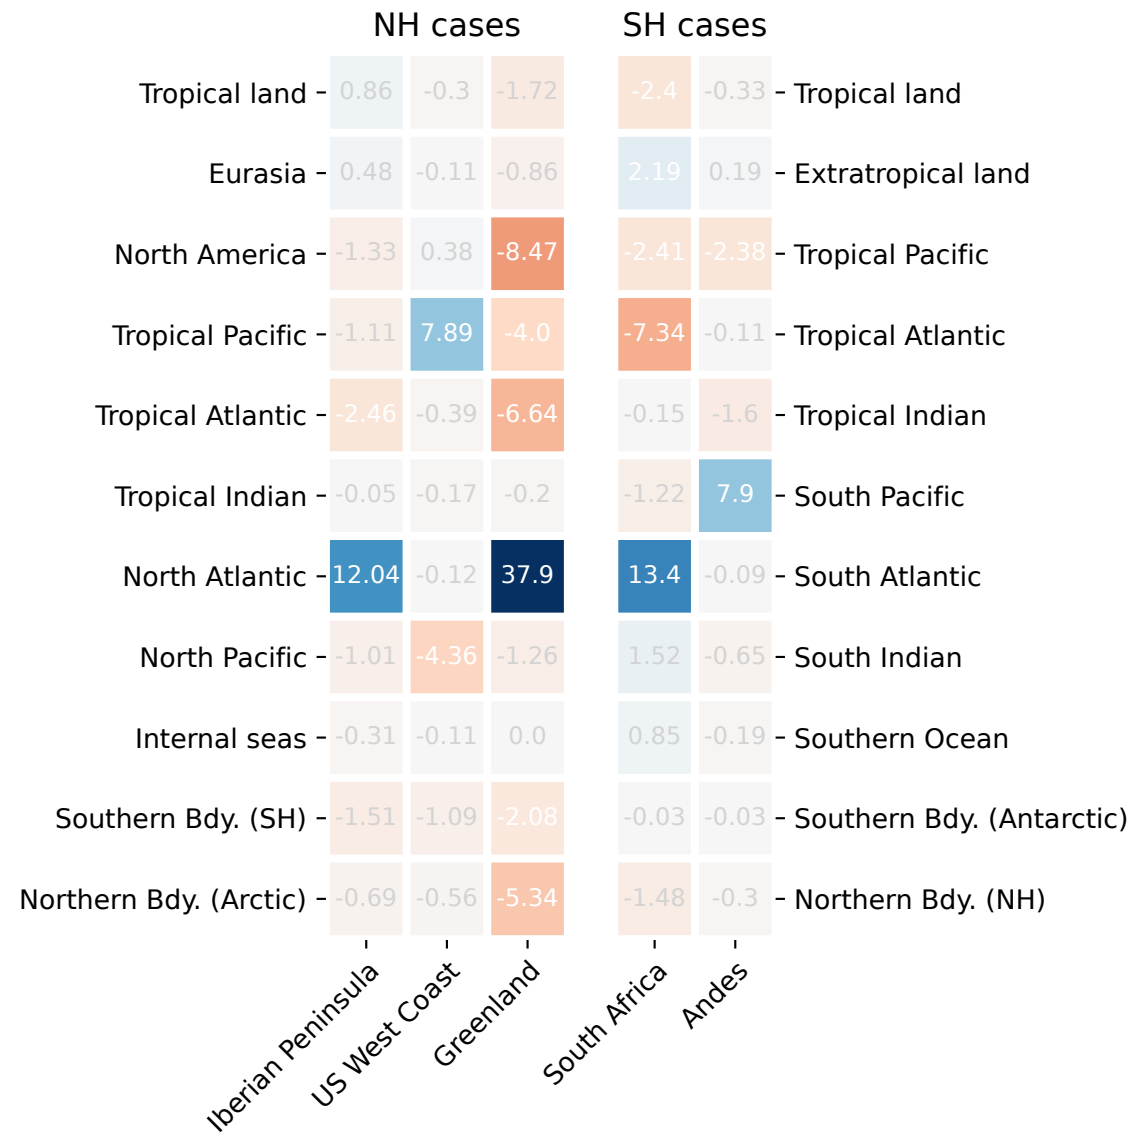 NH cases SH cases
Tropical land 0.86 -0.3 -1.72 -2.4 -0.33 Tropical land
Eurasia 0.48 -0.11 -0.86 2.19 0.19 Extratropical land
North America -1.33 0.38 -8.47 -2.41 -2.38 Tropical Pacific
Tropical Pacific -1.11 7.89 -4.0 -7.34 -0.11 Tropical Atlantic
Tropical Atlantic -2.46 -0.39 -6.64 -0.15 -1.6 Tropical Indian
Tropical Indian -0.05 -0.17 -0.2 -1.22 7.9 South Pacific
North Atlantic 12.04 -0.12 37.9 13.4 -0.09 South Atlantic
North Pacific -1.01 -4.36 -1.26 1.52 -0.65 South Indian
Internal seas -0.31 -0.11 0.0 0.85 -0.19 Southern Ocean
Southern Bdy. (SH) -1.51 -1.09 -2.08 -0.03 -0.03 Southern Bdy. (Antarctic)
Northern Bdy. (Arctic) -0.69 -0.56 -5.34 -1.48 -0.3 Northern Bdy. (NH)
Iberian Peninsula
US West Coast
Greenland
South Africa
Andes